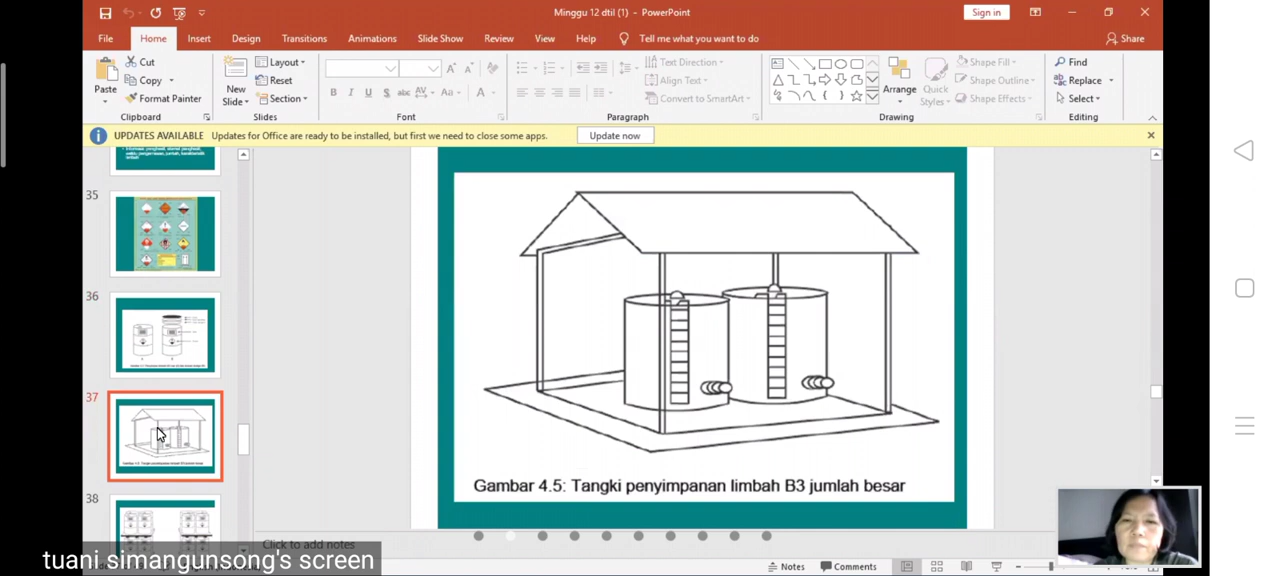 Minggu 12 dtil (1) - PowerPoint
Sign in
File Home Insert Design Transitions Animations Slide Show Review View Help Tell me what you want to do Share
Paste
Cut
Copy
Format Painter
Clipboard
New Slide
Layout
Reset
Section
Slides
B I U S abc AV Aa A
Font
Text Direction
Align Text
Convert to SmartArt
Paragraph
Arrange
Quick Styles
Shape Fill
Shape Outline
Shape Effects
Drawing
Find
Replace
Select
Editing
UPDATES AVAILABLE Updates for Office are ready to be installed, but first we need to close some apps. Update now
35
36
37
38
Gambar 4.5: Tangki penyimpanan limbah B3 jumlah besar
Click to add notes
tuani simangunsong's screen
Notes Comments